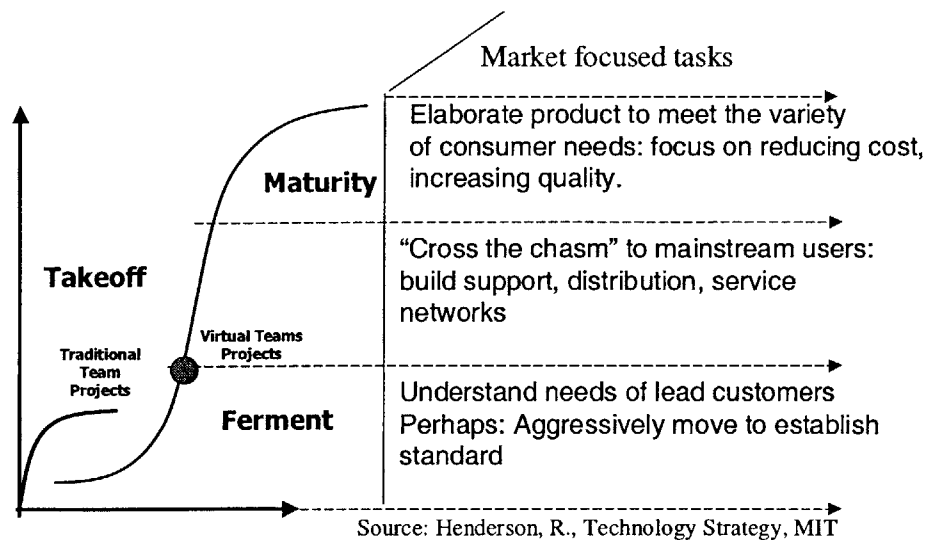 Market focused tasks
Elaborate product to meet the variety
of consumer needs: focus on reducing cost,
increasing quality.
Maturity
"Cross the chasm" to mainstream users:
build support, distribution, service
networks
Takeoff
Virtual Teams
Projects
Traditional
Team
Projects
Understand needs of lead customers
Perhaps: Aggressively move to establish
standard
Ferment
Source: Henderson, R., Technology Strategy, MIT